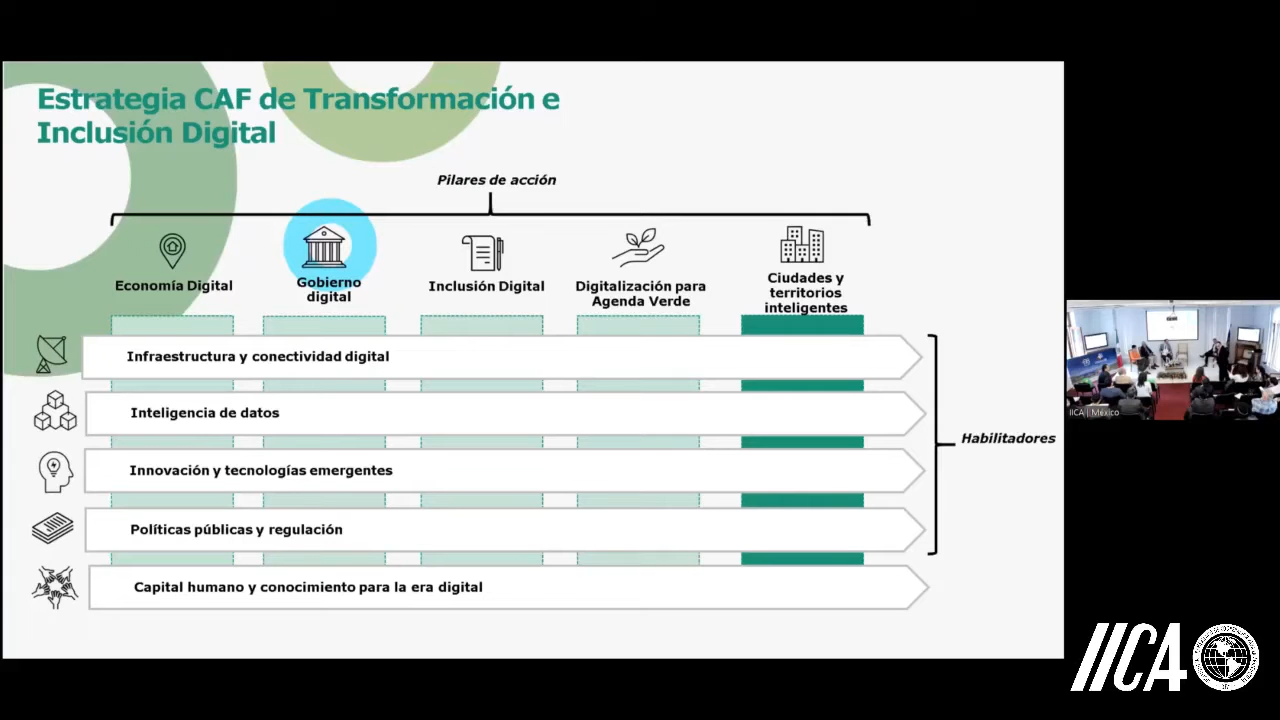 Estrategia CAF de Transformación e
Inclusión Digital
Pilares de acción
Economía Digital
Gobierno
digital
Inclusión Digital
Digitalización para
Agenda Verde
Ciudades y
territorios
inteligentes
Infraestructura y conectividad digital
Inteligencia de datos
Innovación y tecnologías emergentes
Políticas públicas y regulación
Capital humano y conocimiento para la era digital
Habilitadores
IICA | México
IICA